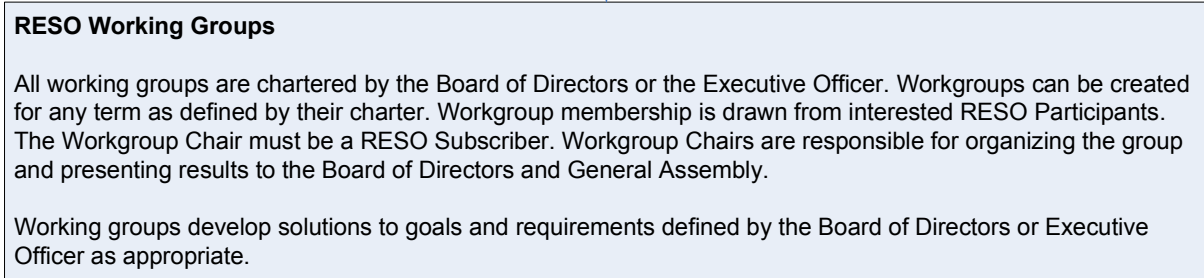 RESO Working Groups
All working groups are chartered by the Board of Directors or the Executive Officer. Workgroups can be created
for any term as defined by their charter. Workgroup membership is drawn from interested RESO Participants.
The Workgroup Chair must be a RESO Subscriber. Workgroup Chairs are responsible for organizing the group
and presenting results to the Board of Directors and General Assembly.
Working groups develop solutions to goals and requirements defined by the Board of Directors or Executive
Officer as appropriate.